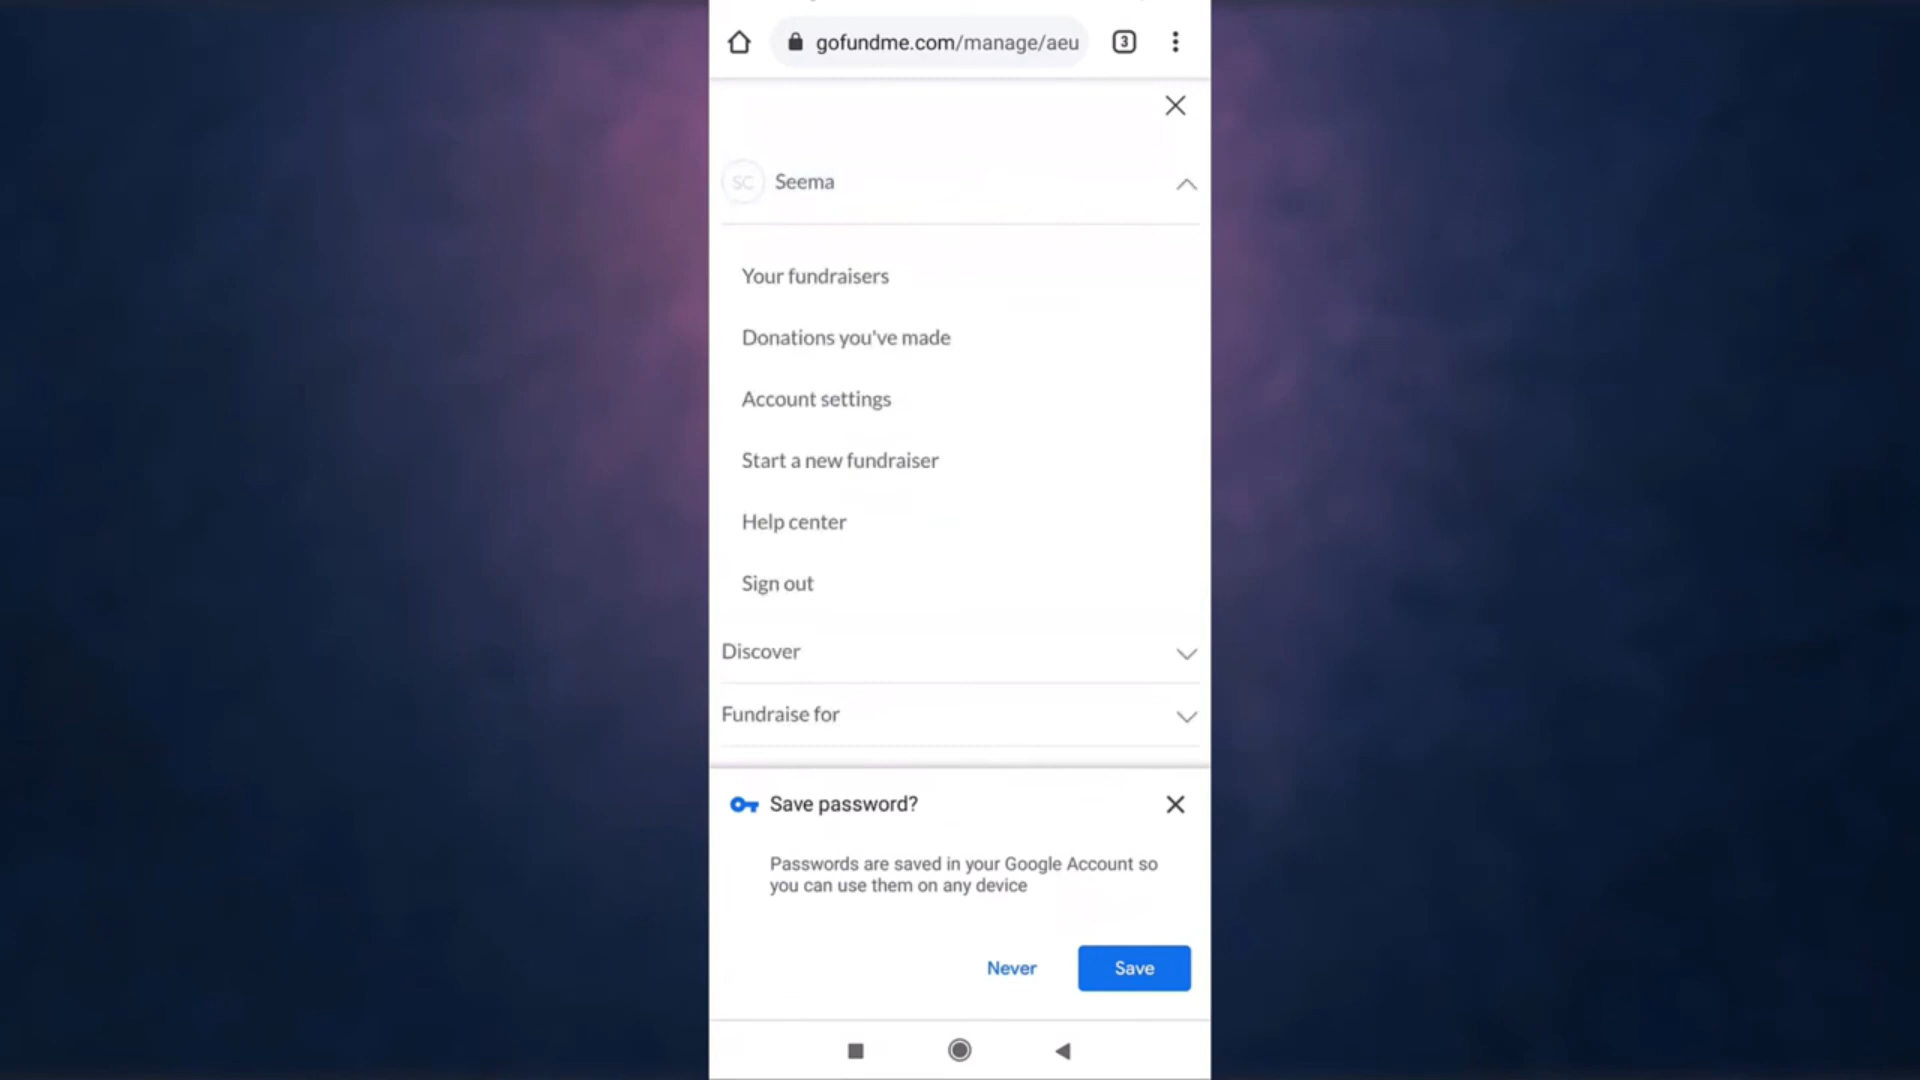 gofundme.com/manage/aeu
3
SC
Seema
Your fundraisers
Donations you've made
Account settings
Start a new fundraiser
Help center
Sign out
Discover
Fundraise for
Save password?
Passwords are saved in your Google Account so
you can use them on any device
Never
Save